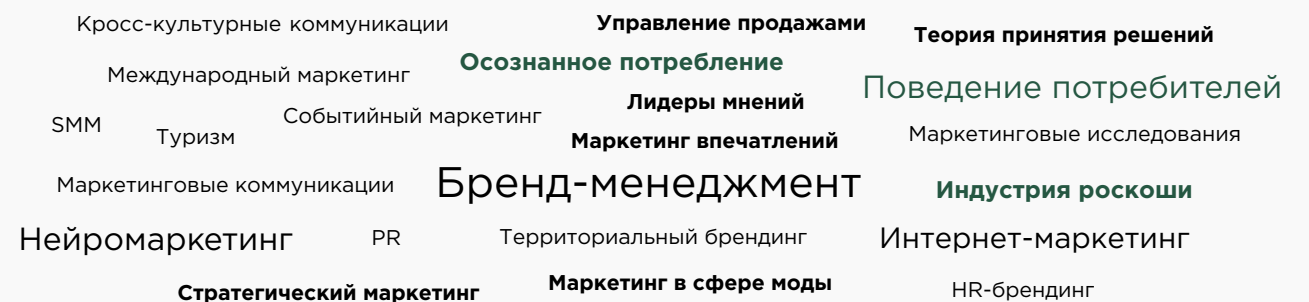 Кросс-культурные коммуникации
Управление продажами
Теория принятия решений
Осознанное потребление
Международный маркетинг
Поведение потребителей
Лидеры мнений
Событийный маркетинг
SMM
Туризм
Маркетинг впечатлений
Маркетинговые исследования
Маркетинговые коммуникации
Бренд-менеджмент
Индустрия роскоши
Нейромаркетинг
PR
Территориальный брендинг
Интернет-маркетинг
Стратегический маркетинг
Маркетинг в сфере моды
HR-брендинг